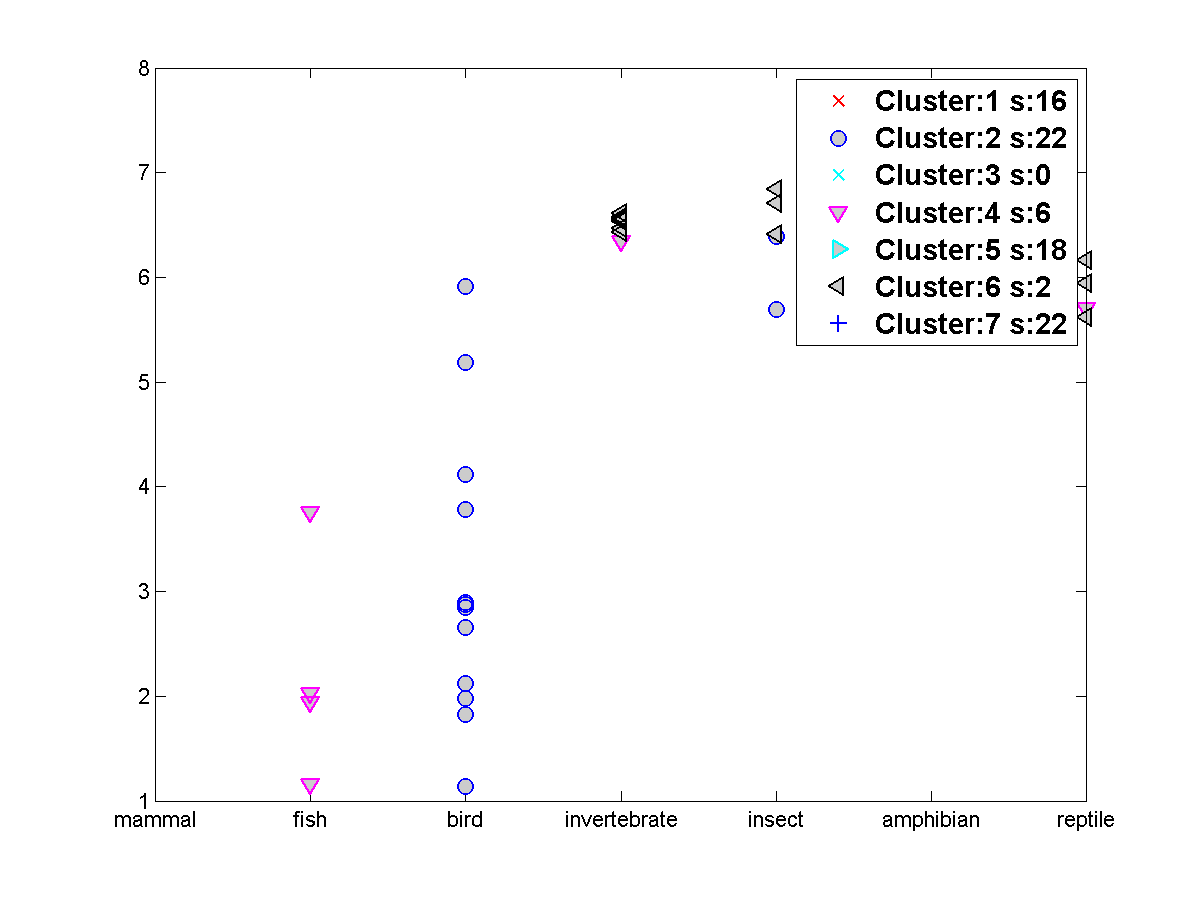 8
7
6
5
4
3
2
1
Cluster:1 s:16
Cluster:2 s:22
Cluster:3 s:0
Cluster:4 s:6
Cluster:5 s:18
Cluster:6 s:2
Cluster:7 s:22
mammal fish bird invertebrate insect amphibian reptile